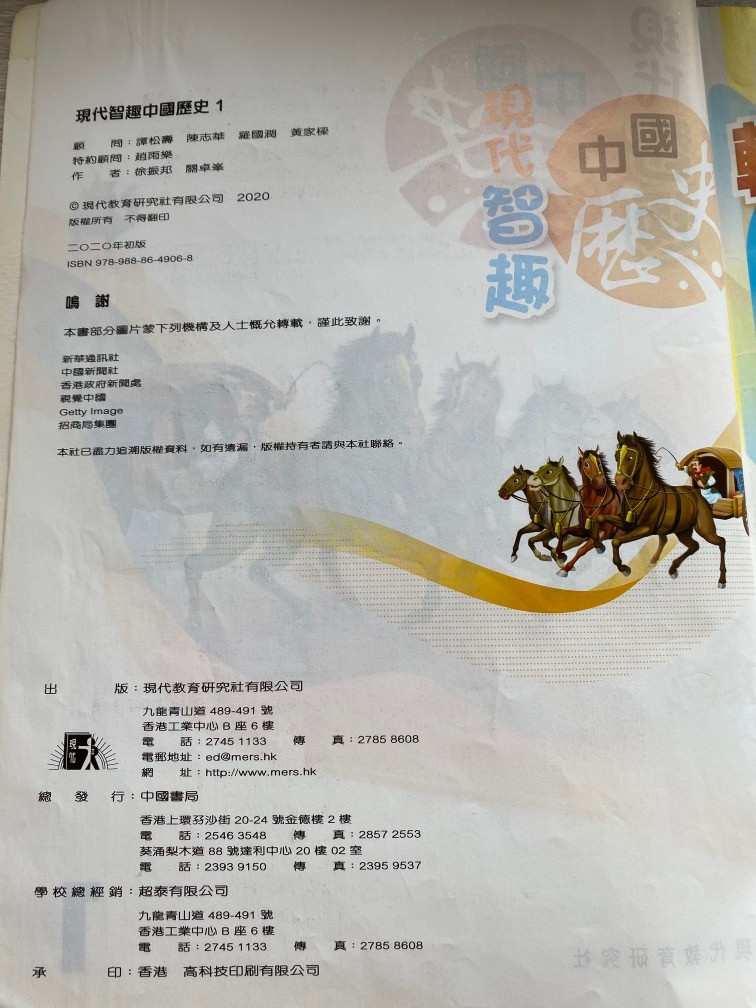 現代智趣中國歷史 1
顧　　問：譚松壽　陳志華　羅國潤　黃家樑
特約顧問：趙雨樂
作　　者：徐振邦　關卓峯
© 現代教育研究社有限公司　2020
版權所有　不得翻印
二〇二〇年初版
ISBN 978-988-86-4906-8
鳴　謝
本書部分圖片蒙下列機構及人士慨允轉載，謹此致謝。
新華通訊社
中國新聞社
香港政府新聞處
視覺中國
Getty Image
招商局集團
本社已盡力追溯版權資料，如有遺漏，版權持有者請與本社聯絡。
現代
智趣
中國
歷史
出　　版：現代教育研究社有限公司
九龍青山道 489-491 號
香港工業中心 B 座 6 樓
電　　話：2745 1133　傳　　真：2785 8608
電郵地址：ed@mers.hk
網　　址：http://www.mers.hk
現代
總　發　行：中國書局
香港上環孖沙街 20-24 號金德樓 2 樓
電　　話：2546 3548　傳　　真：2857 2553
葵涌梨木道 88 號達利中心 20 樓 02 室
電　　話：2393 9150　傳　　真：2395 9537
學校總經銷：超泰有限公司
九龍青山道 489-491 號
香港工業中心 B 座 6 樓
電　　話：2745 1133　傳　　真：2785 8608
承　　印：香港　高科技印刷有限公司
現代教育研究社